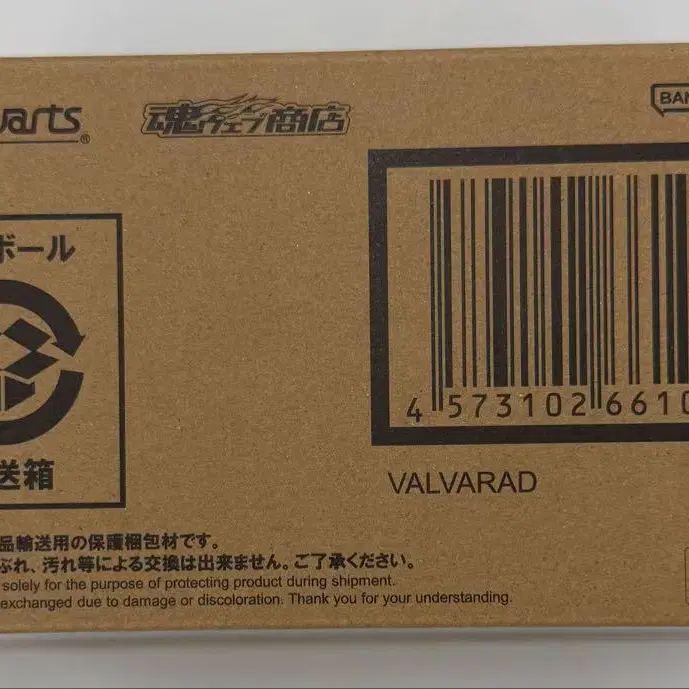 uarts®
魂ウェブ商店
BAN
ボール
4 573102 6610
送箱
VALVARAD
品輸送用の保護梱包材です。
ぶれ、汚れ等による交換は出来ません。ご了承ください。
solely for the purpose of protecting product during shipment.
exchanged due to damage or discoloration. Thank you for your understanding.